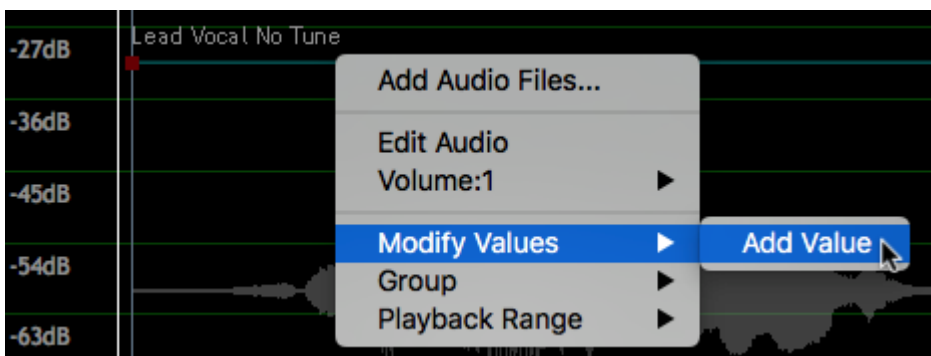 -27dB
Lead Vocal No Tune
-36dB
-45dB
-54dB
-63dB
Add Audio Files...
Edit Audio
Volume:1
Modify Values
Add Value
Group
Playback Range